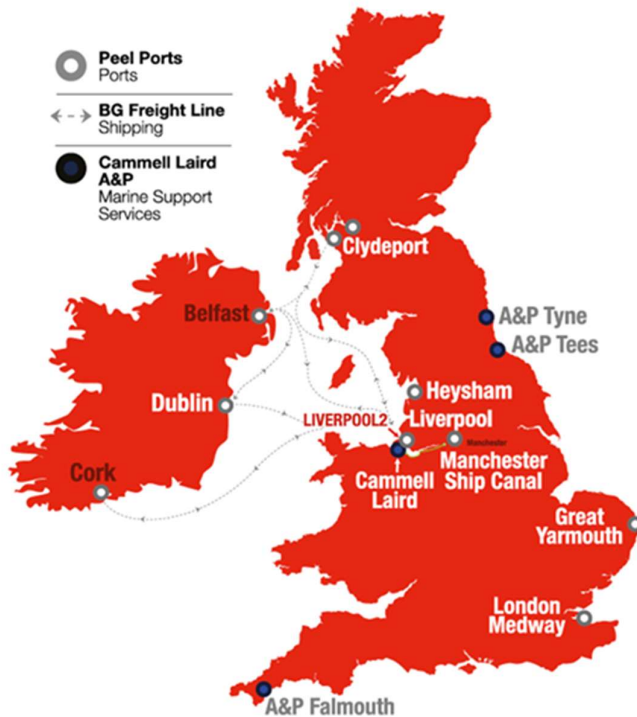 Peel Ports
Ports
BG Freight Line
Shipping
Cammell Laird
A&P
Marine Support
Services
Clydeport
Belfast
A&P Tyne
A&P Tees
Heysham
Dublin
LIVERPOOL2
Liverpool
Manchester
Cork
Cammell
Laird
Manchester
Ship Canal
Great
Yarmouth
London
Medway
A&P Falmouth